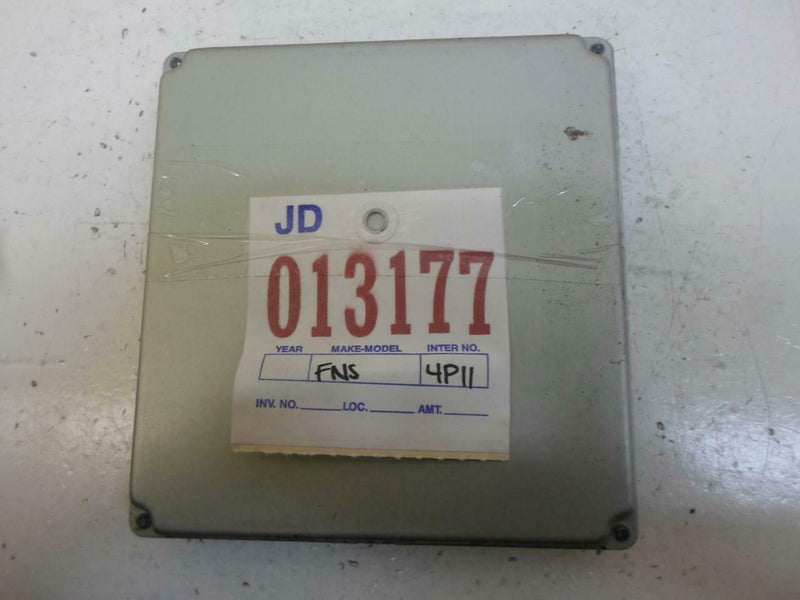 JD
013177
YEAR MAKE-MODEL INTER NO.
FNS 4P11
INV. NO. LOC. AMT.